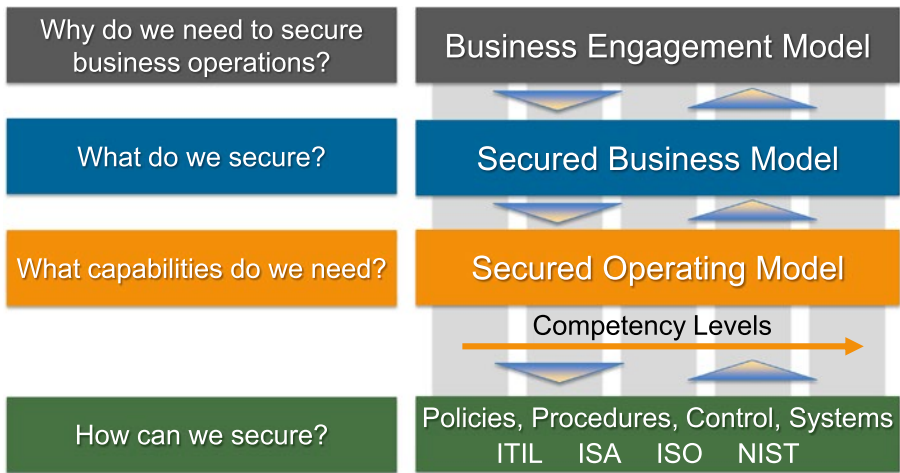 Why do we need to secure
business operations?
Business Engagement Model
What do we secure?
Secured Business Model
What capabilities do we need?
Secured Operating Model
Competency Levels
How can we secure?
Policies, Procedures, Control, Systems
ITIL ISA ISO NIST